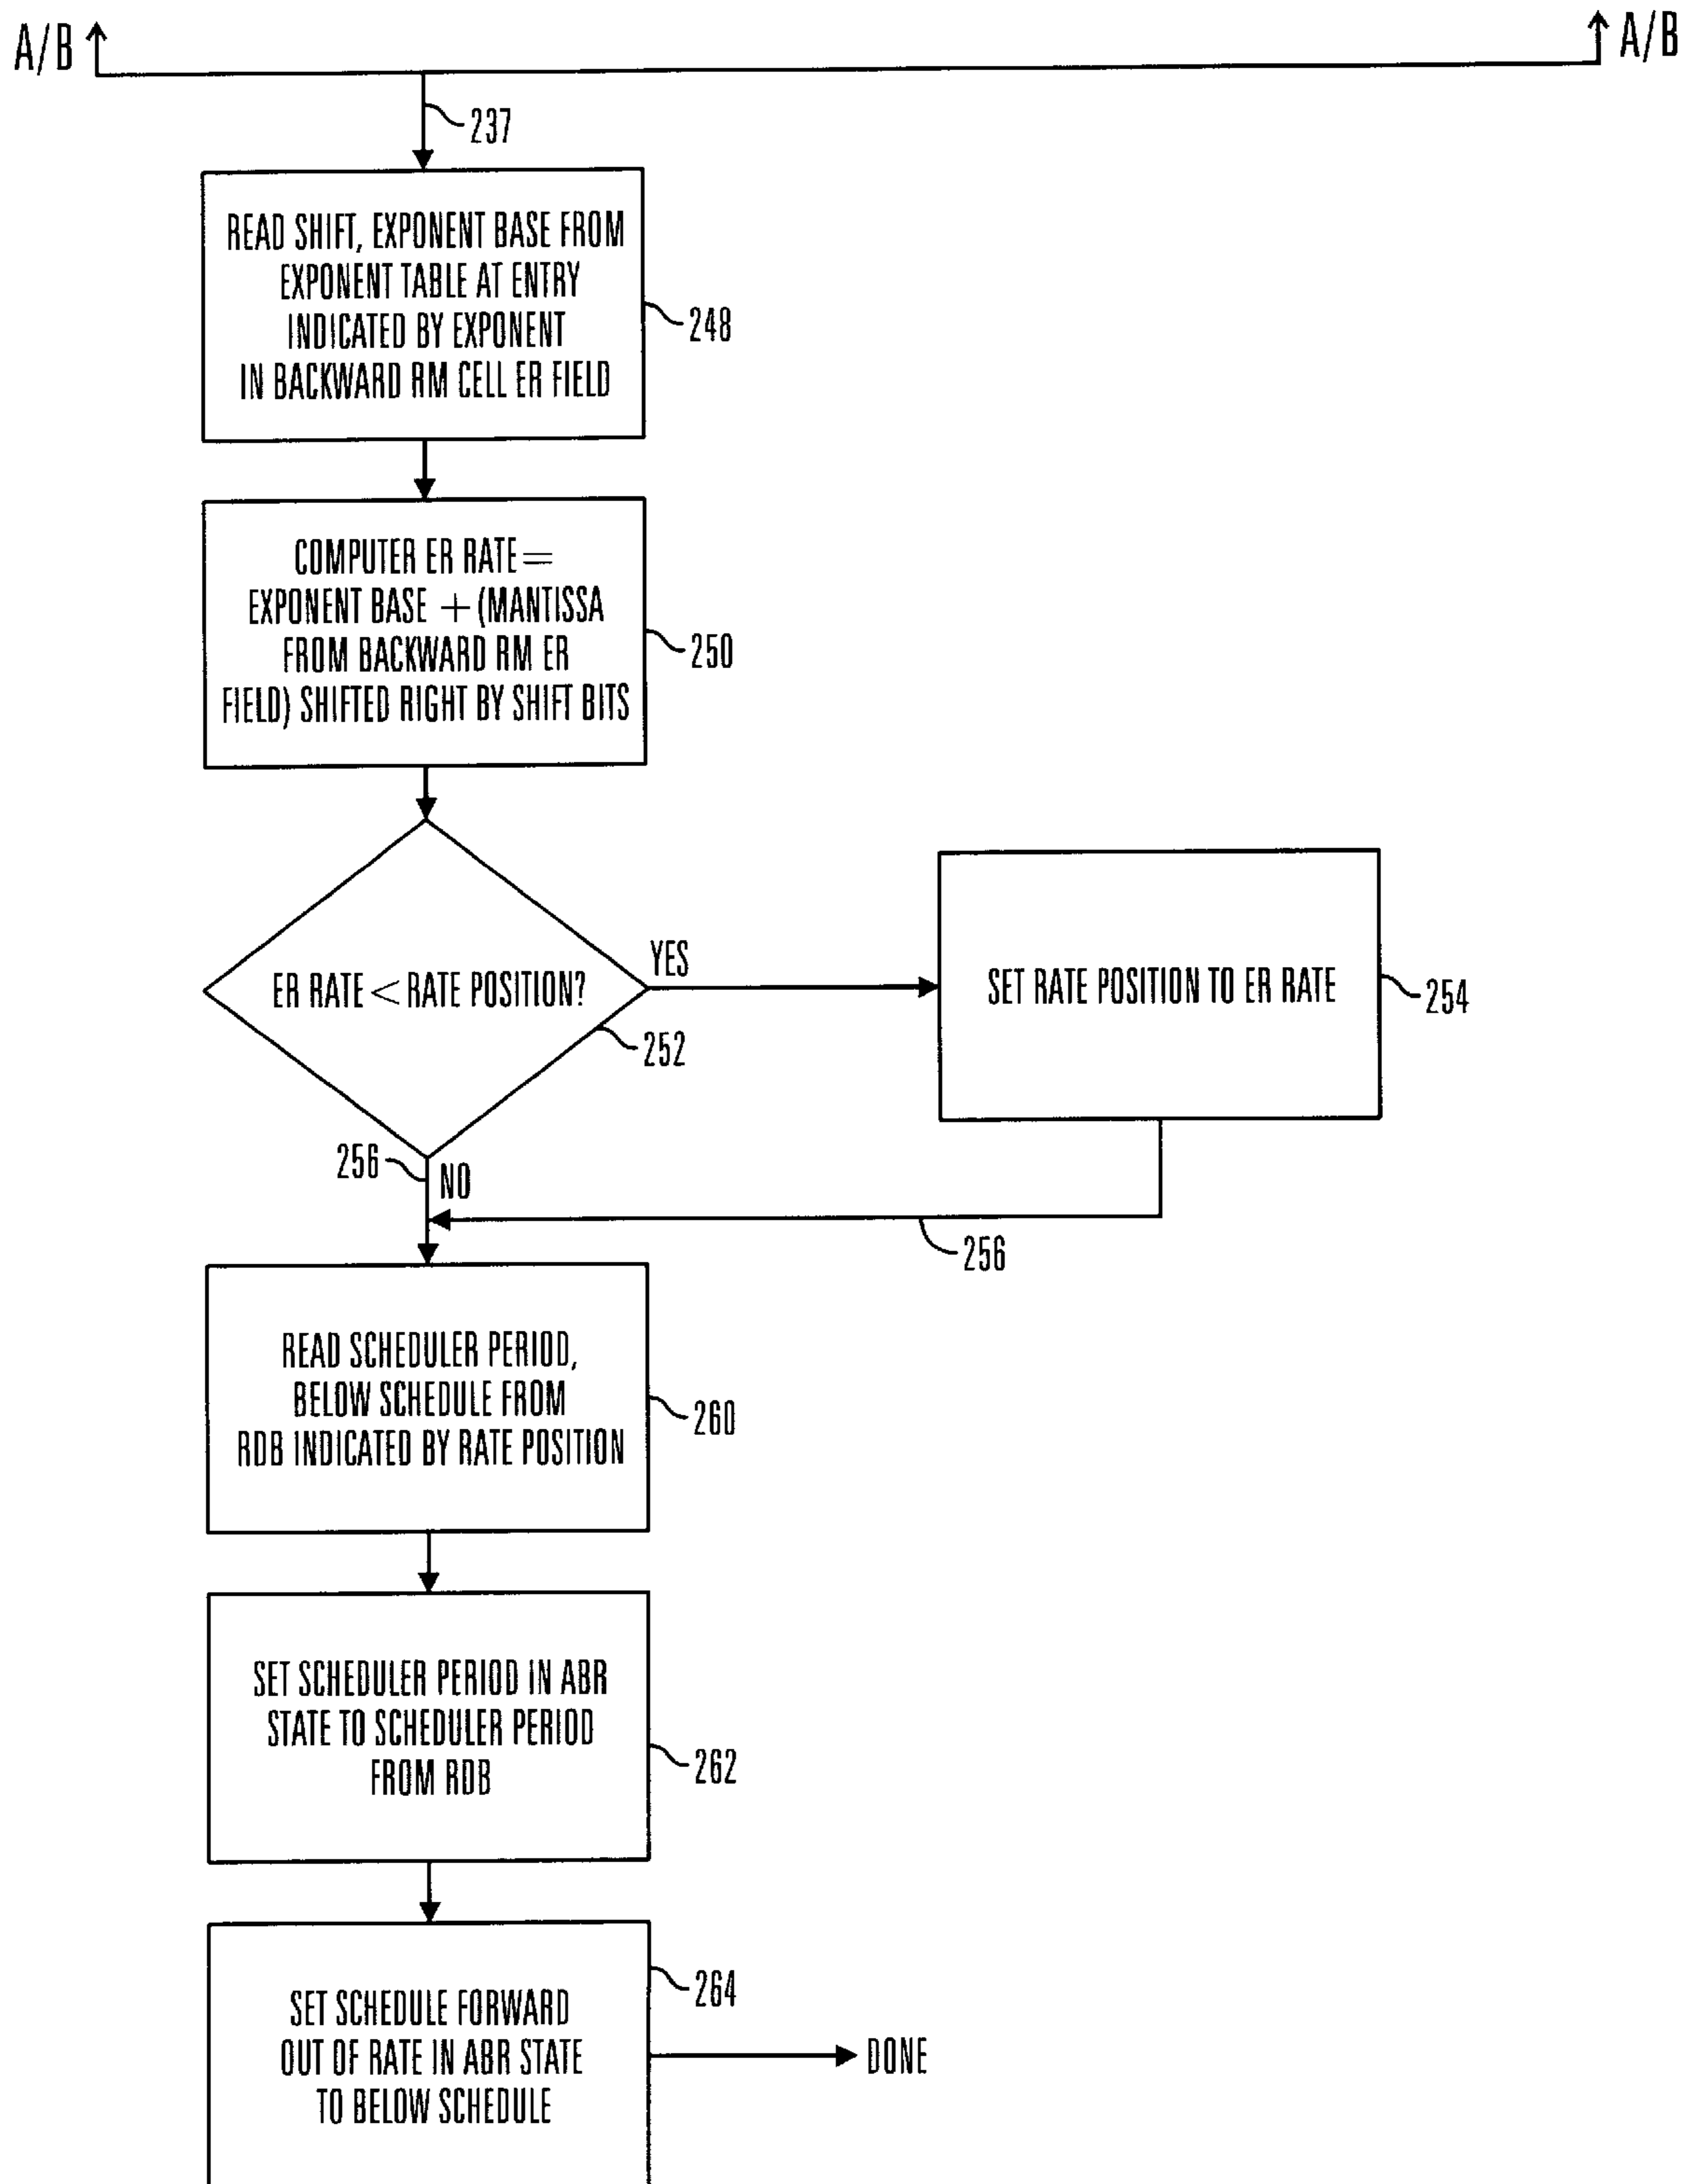 A/B
A/B
237
READ SHIFT, EXPONENT BASE FROM
EXPONENT TABLE AT ENTRY
INDICATED BY EXPONENT
IN BACKWARD RM CELL ER FIELD
248
COMPUTER ER RATE=
EXPONENT BASE +(MANTISSA
FROM BACKWARD RM ER
FIELD) SHIFTED RIGHT BY SHIFT BITS
250
ER RATE < RATE POSITION?
YES
252
SET RATE POSITION TO ER RATE
254
256
NO
256
READ SCHEDULER PERIOD,
BELOW SCHEDULE FROM
RDB INDICATED BY RATE POSITION
260
SET SCHEDULER PERIOD IN ABR
STATE TO SCHEDULER PERIOD
FROM RDB
262
SET SCHEDULE FORWARD
OUT OF RATE IN ABR STATE
TO BELOW SCHEDULE
264
DONE